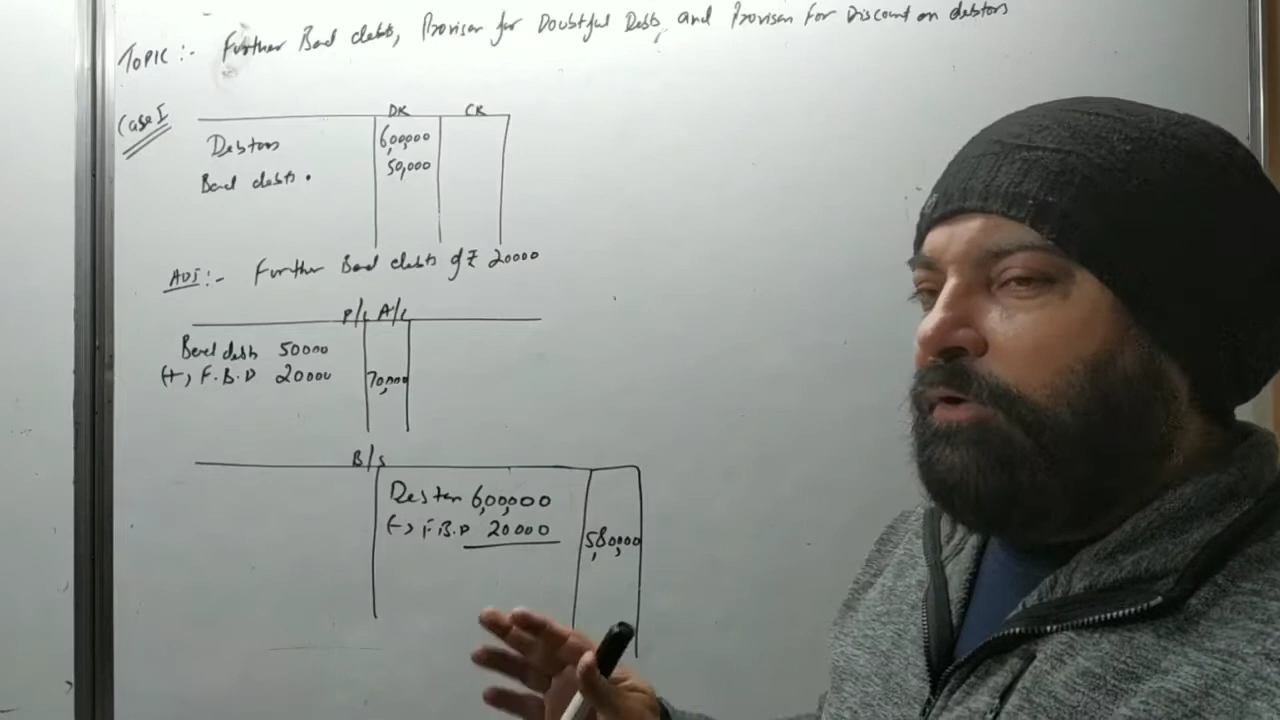 TOPIC :- Further Bad debts, Provison for Doubtful Debts, and Provison for Discount on debtors
Case I
DR CR
Debtors 6,00,000
Bad debts. 50,000
ADJ :- Further Bad debts of ₹ 20000
P/L A/C
Bad debts 50000
(+) F.B.D 20000 70,000
B/S
Debtors 6,00,000
(-) F.B.D 20000 5,80,000